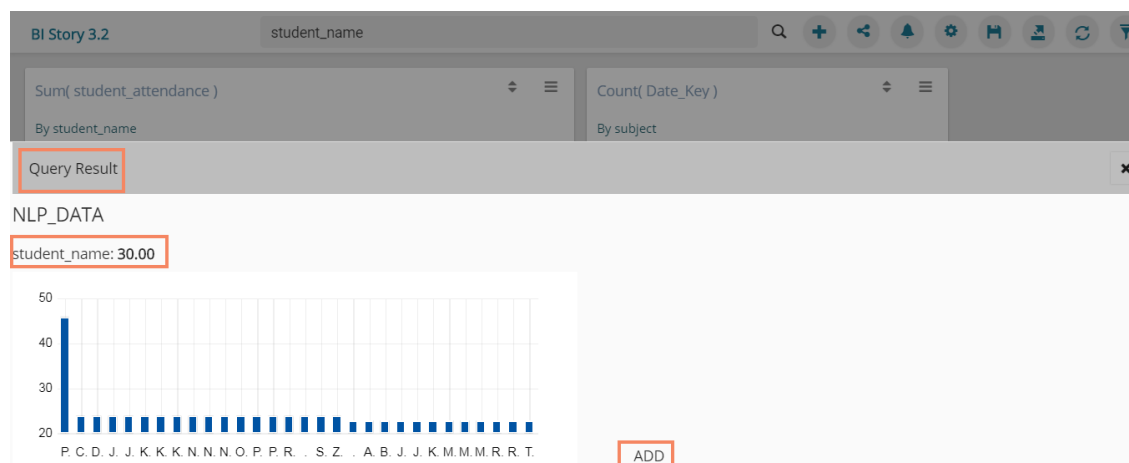 BI Story 3.2
student_name
Sum( student_attendance )
By student_name
Count( Date_Key )
By subject
Query Result
NLP_DATA
student_name: 30.00
50
40
30
20
P. C. D. J. J. K. K. K. N. N. N. O. P. P. R. . S. Z. . A. B. J. J. K. M. M. M. R. R. T.
ADD